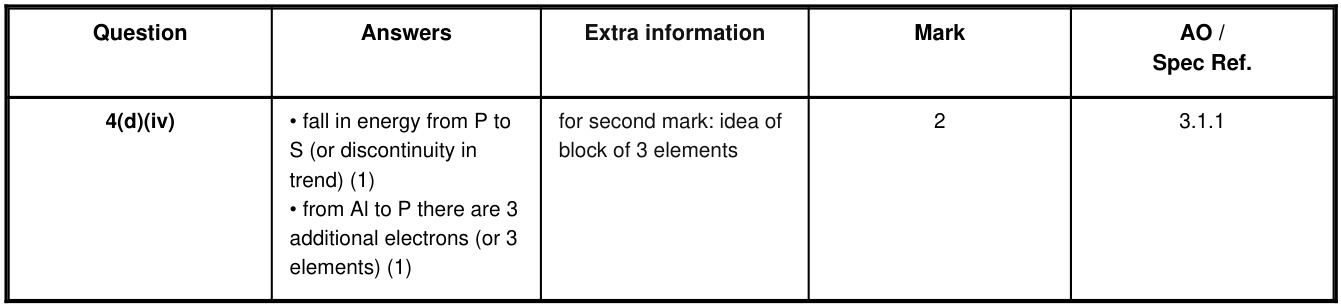 Question Answers Extra information Mark AO /
Spec Ref.
4(d)(iv) • fall in energy from P to for second mark: idea of 2 3.1.1
S (or discontinuity in block of 3 elements
trend) (1)
• from Al to P there are 3
additional electrons (or 3
elements) (1)